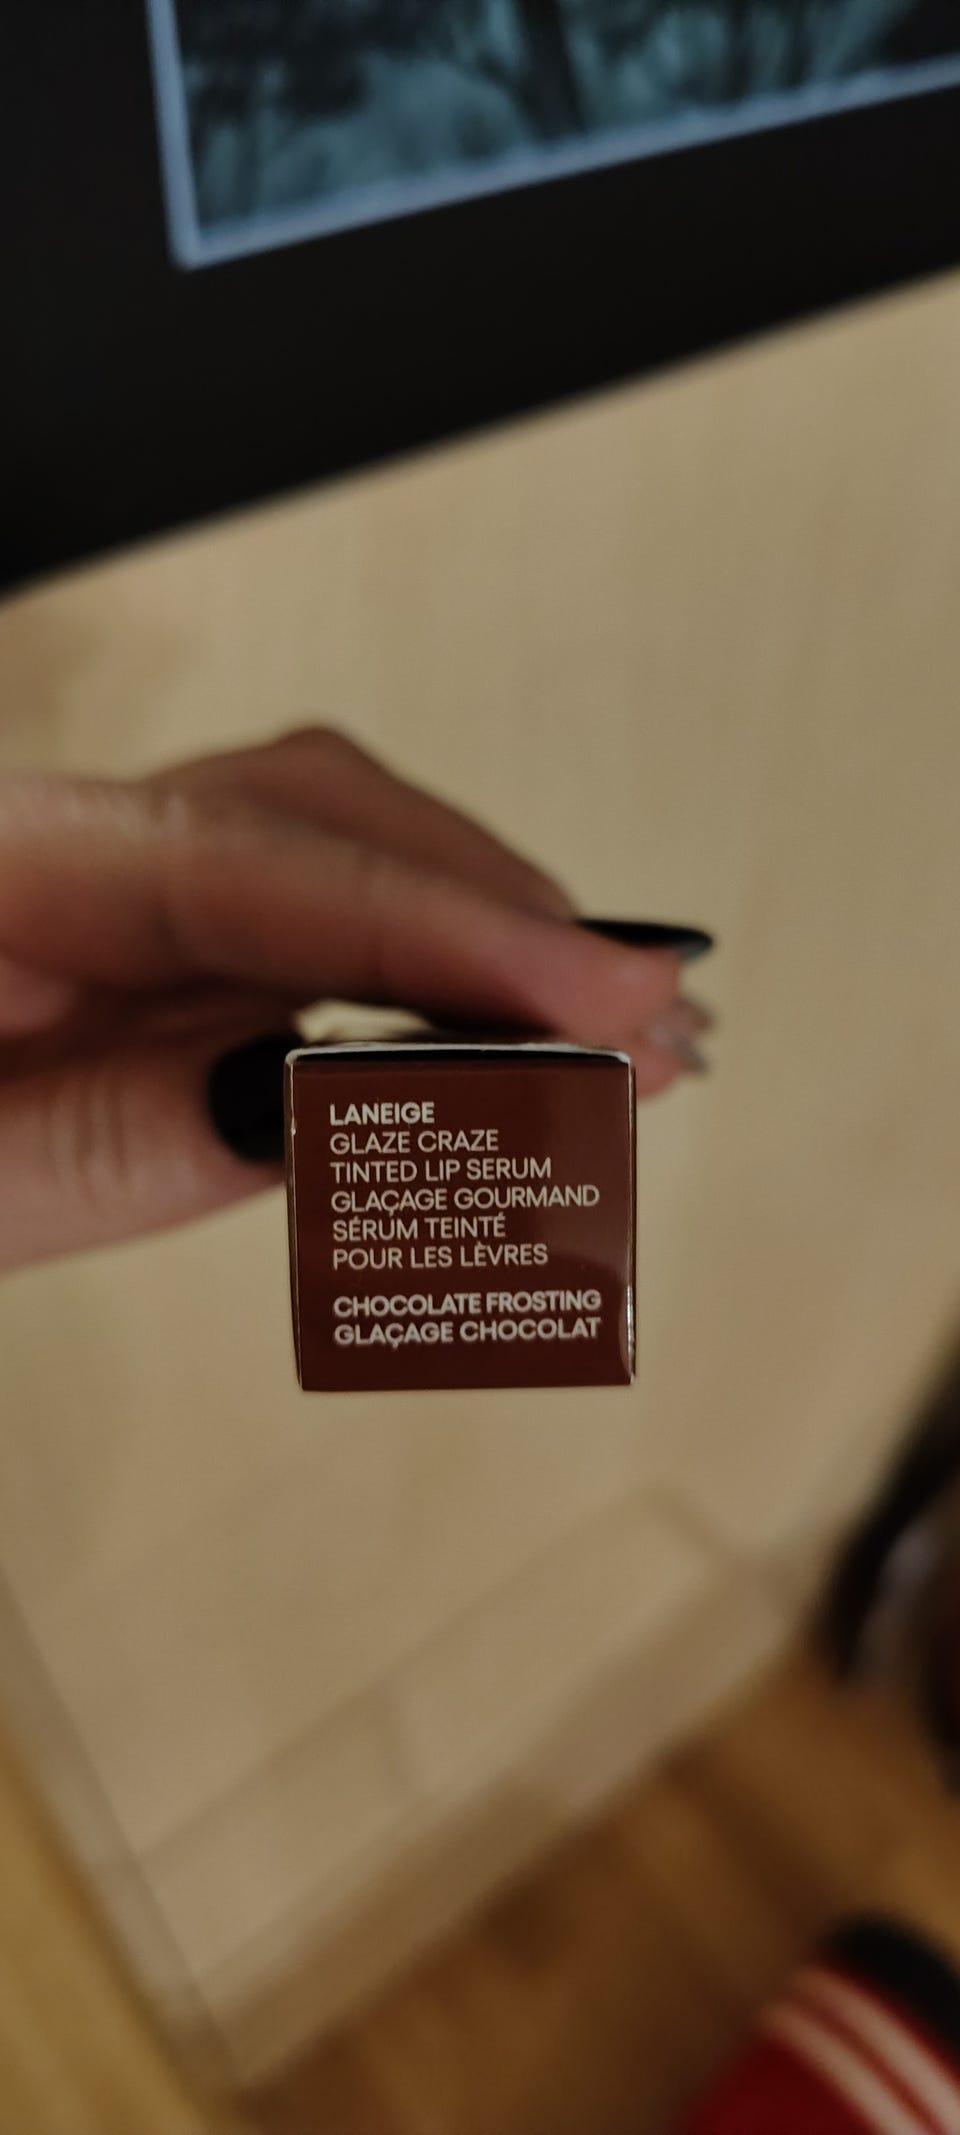 LANEIGE
GLAZE CRAZE
TINTED LIP SERUM
GLAÇAGE GOURMAND
SÉRUM TEINTÉ
POUR LES LÈVRES
CHOCOLATE FROSTING
GLAÇAGE CHOCOLAT